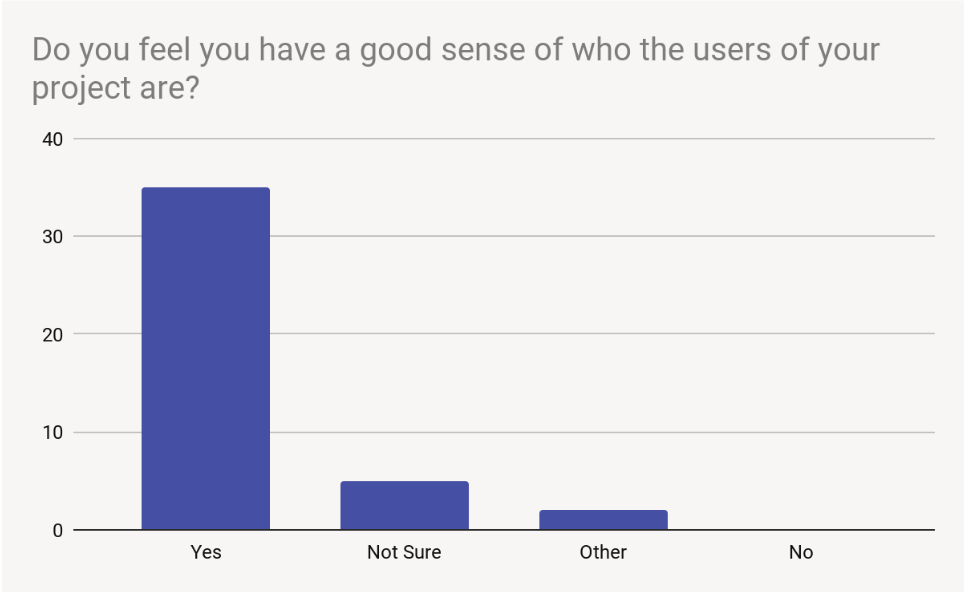 Do you feel you have a good sense of who the users of your
project are?
40
30
20
10
0
Yes Not Sure Other No